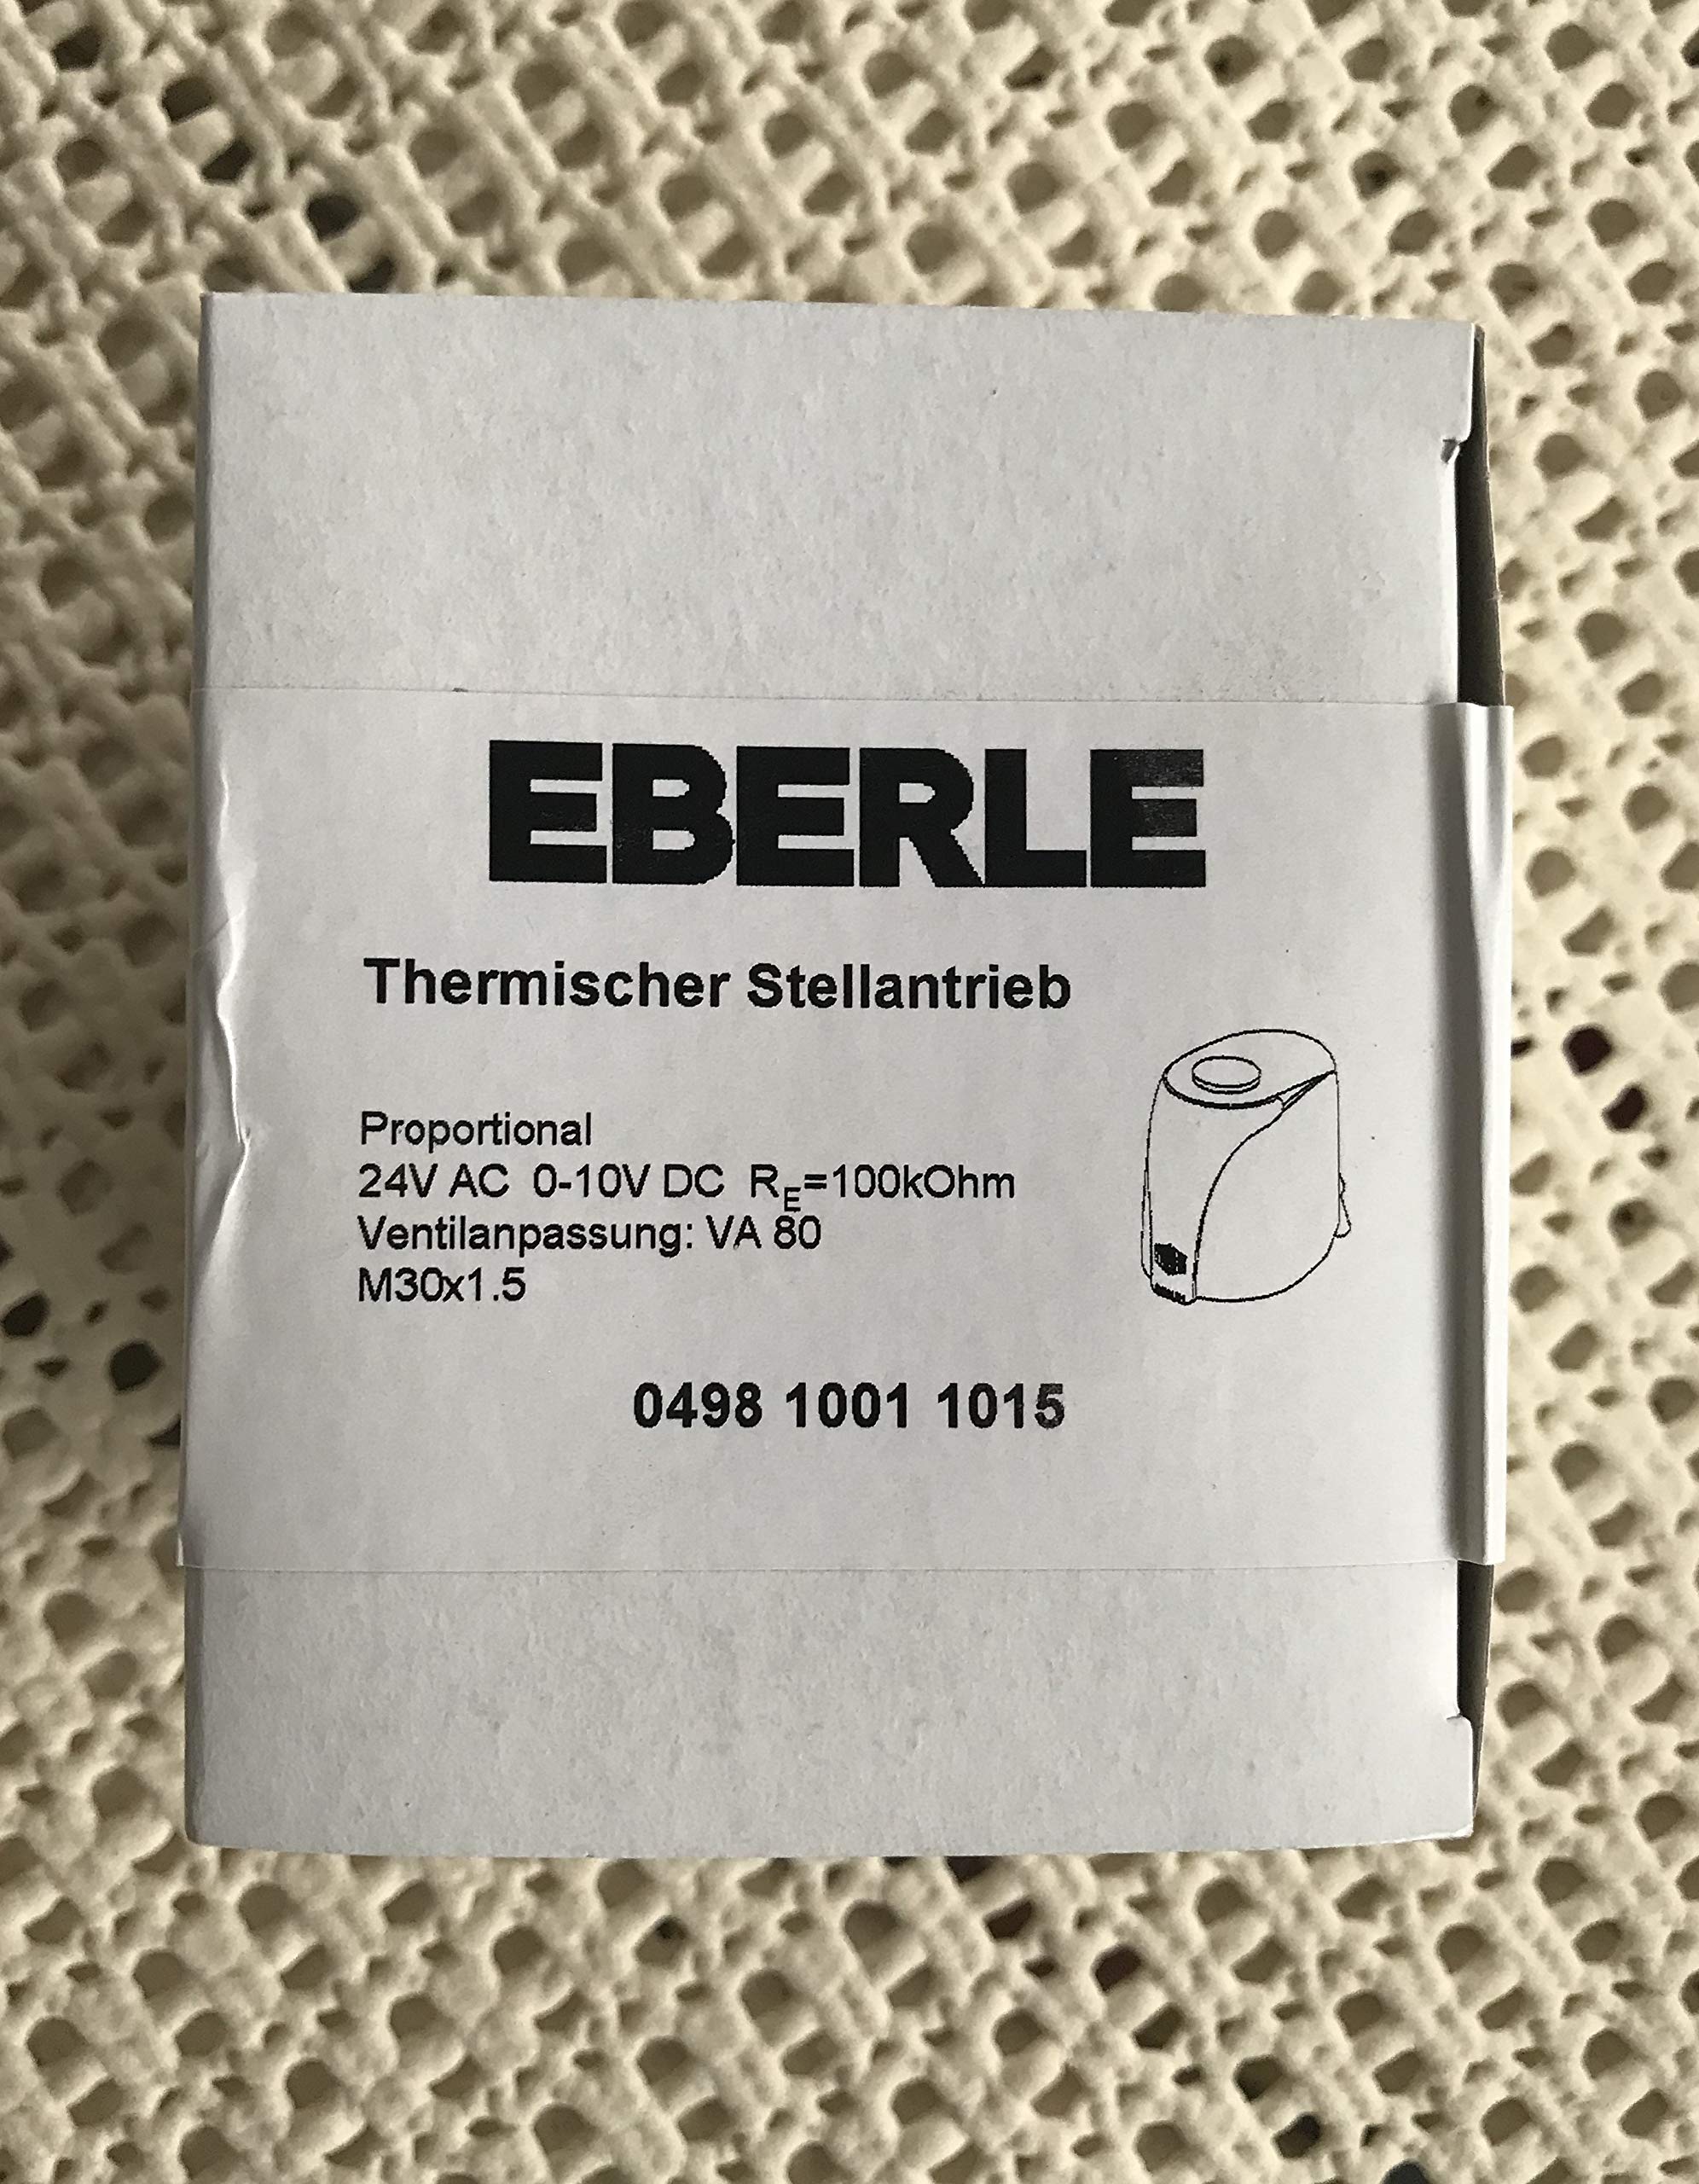 EBERLE
Thermischer Stellantrieb
Proportional
24V AC 0-10V DC RE=100kOhm
Ventilanpassung: VA 80
M30x1.5
0498 1001 1015